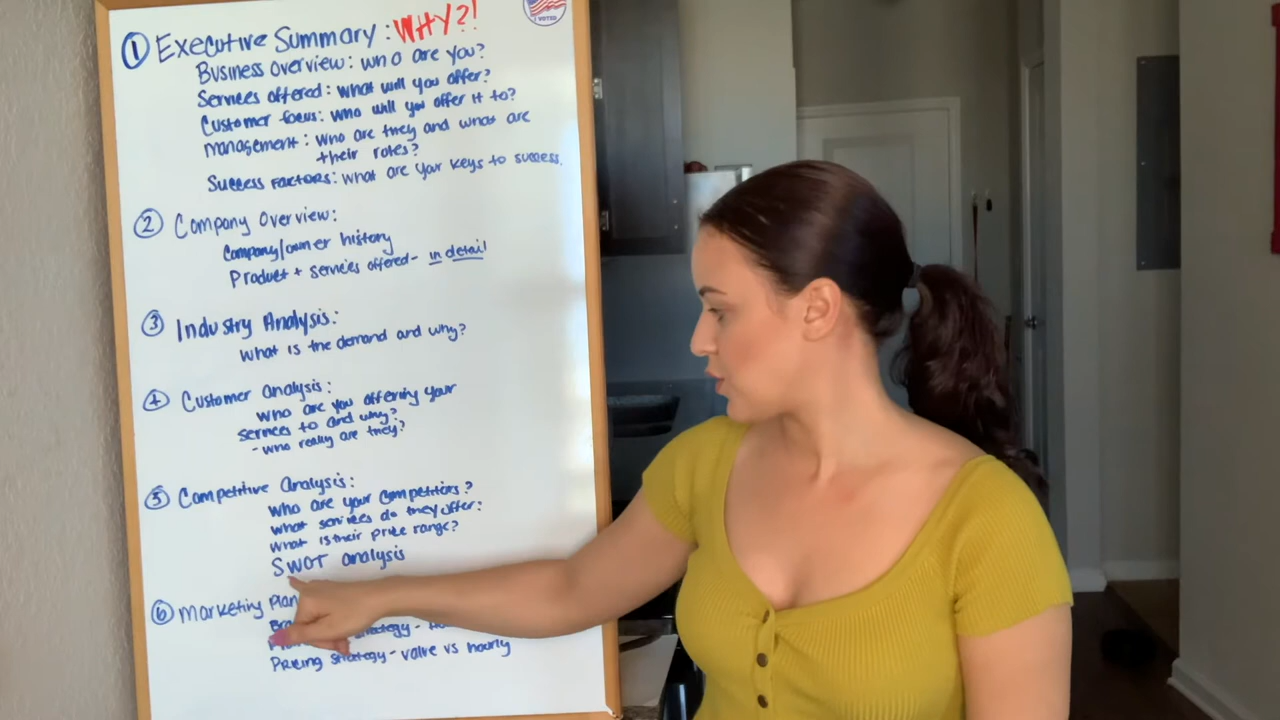 ① Executive Summary: WHY?!
I VOTED
Business overview: who are you?
Services offered: what will you offer?
Customer focus: who will you offer it to?
management: who are they and what are
their roles?
Success Factors: what are your keys to success.
② Company Overview:
Company/owner history
Product + services offered- in detail
③ Industry Analysis:
What is the demand and why?
④ Customer analysis:
who are you offering your
services to and why?
- who really are they?
⑤ Competitive analysis:
who are your competitors?
what services do they offer?
what is their price range?
SWOT analysis
⑥ Marketing Plan
strategy -
Pricing strategy - value vs hourly